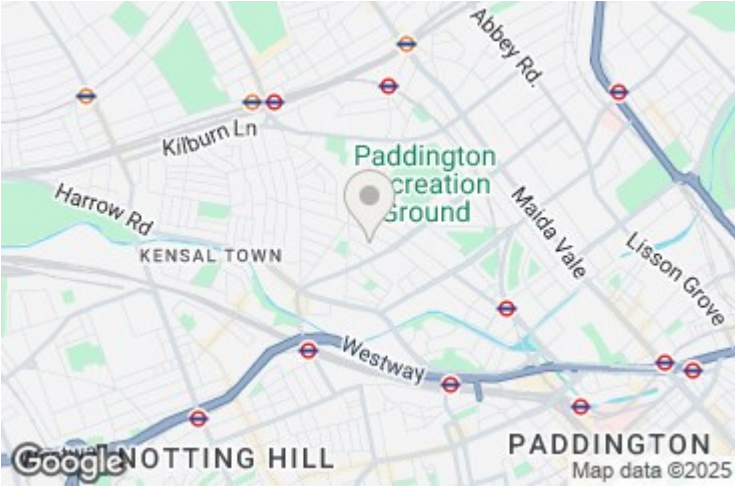 Abbey Rd.
Kilburn Ln
Paddington
creation
Ground
Harrow Rd
Maida Vale
KENSAL TOWN
Lisson Grove
Westway
PADDINGTON
NOTTING HILL
Google
Map data ©2025